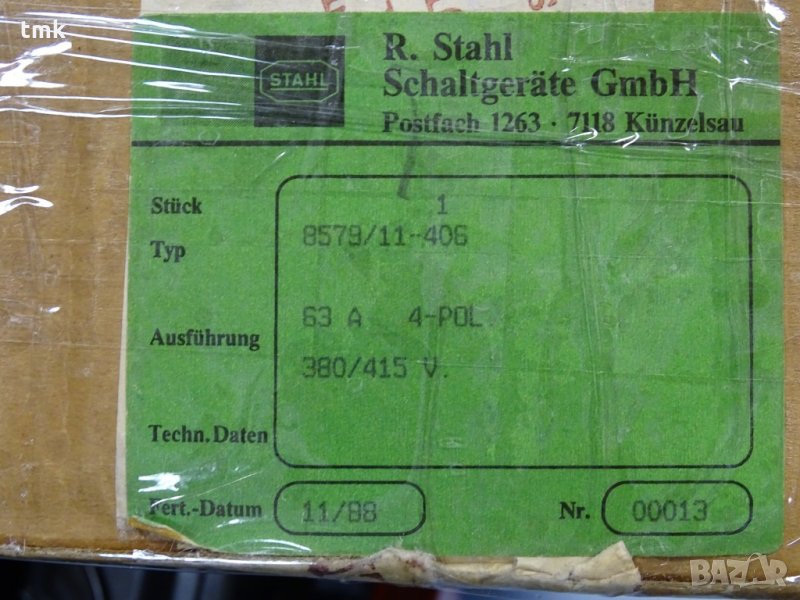 tmk
R. Stahl
STAHL
Schaltgeräte GmbH
Postfach 1263 · 7118 Künzelsau
Stück 1
Typ 8579/11-406
Ausführung 63 A 4-POL.
380/415 V.
Techn.Daten
Fert.-Datum 11/88 Nr. 00013
BAZAR